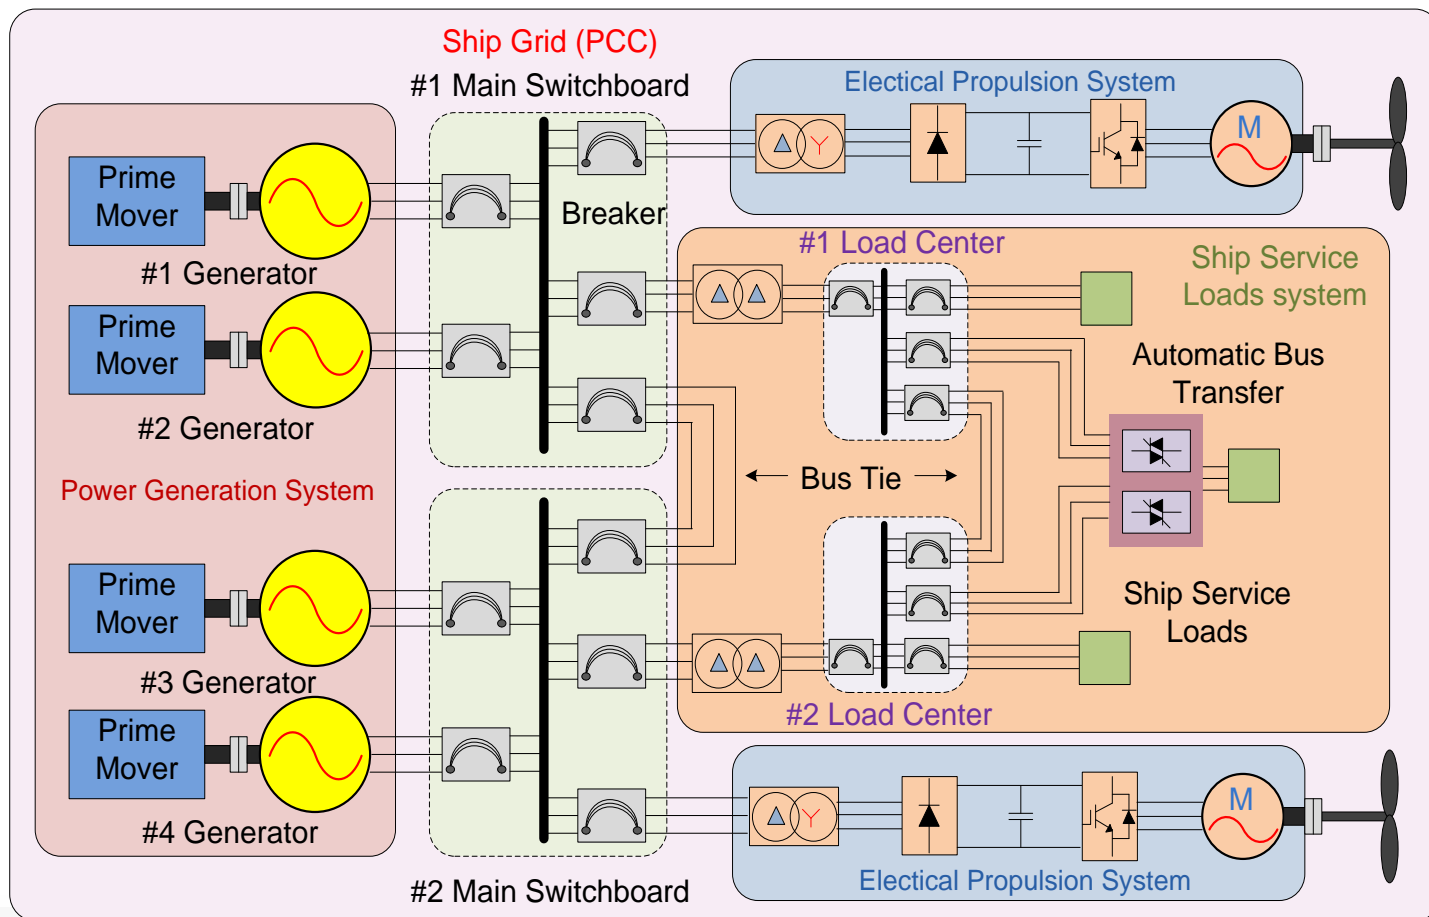 Ship Grid (PCC)
#1 Main Switchboard
Electical Propulsion System
M
Prime
Mover
#1 Generator
Breaker
#1 Load Center
Ship Service
Loads system
Prime
Mover
#2 Generator
Automatic Bus
Transfer
Power Generation System
Bus Tie
Prime
Mover
#3 Generator
Ship Service
Loads
#2 Load Center
Prime
Mover
#4 Generator
M
Electical Propulsion System
#2 Main Switchboard